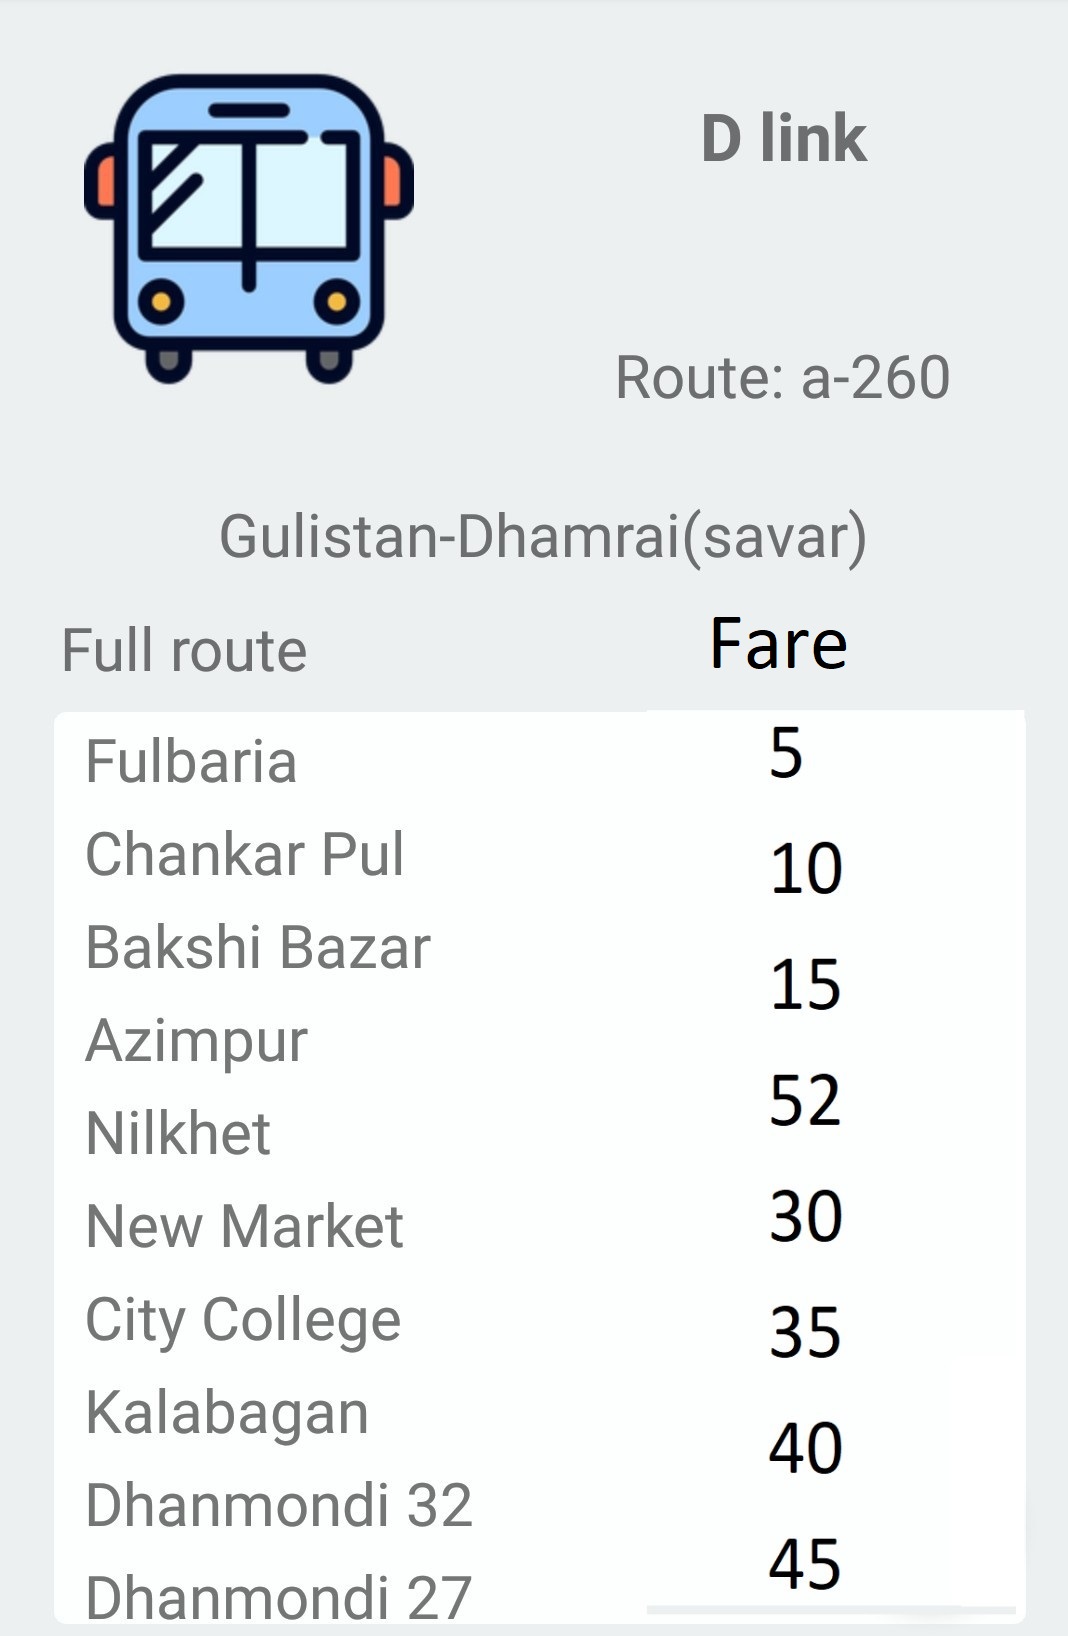 D link
Route: a-260
Gulistan-Dhamrai(savar)
Full route Fare
Fulbaria 5
Chankar Pul 10
Bakshi Bazar 15
Azimpur
52
Nilkhet
New Market 30
City College 35
Kalabagan
40
Dhanmondi 32
45
Dhanmondi 27